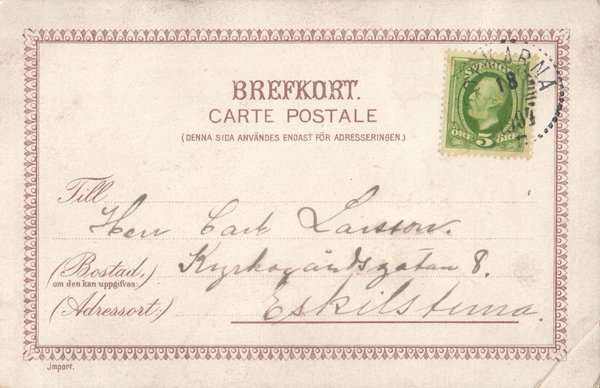 BREFKORT.
CARTE POSTALE
(DENNA SIDA ANVÄNDES ENDAST FÖR ADRESSERINGEN.)
SVERIGE
18
ÖRE 5 ÖRE
Till
Herr Carl Larsson.
(Bostad,)
om den kan uppgifvas:
Kyrkogårdsgatan 8.
(Adressort:)
Eskilstuna.
Import.